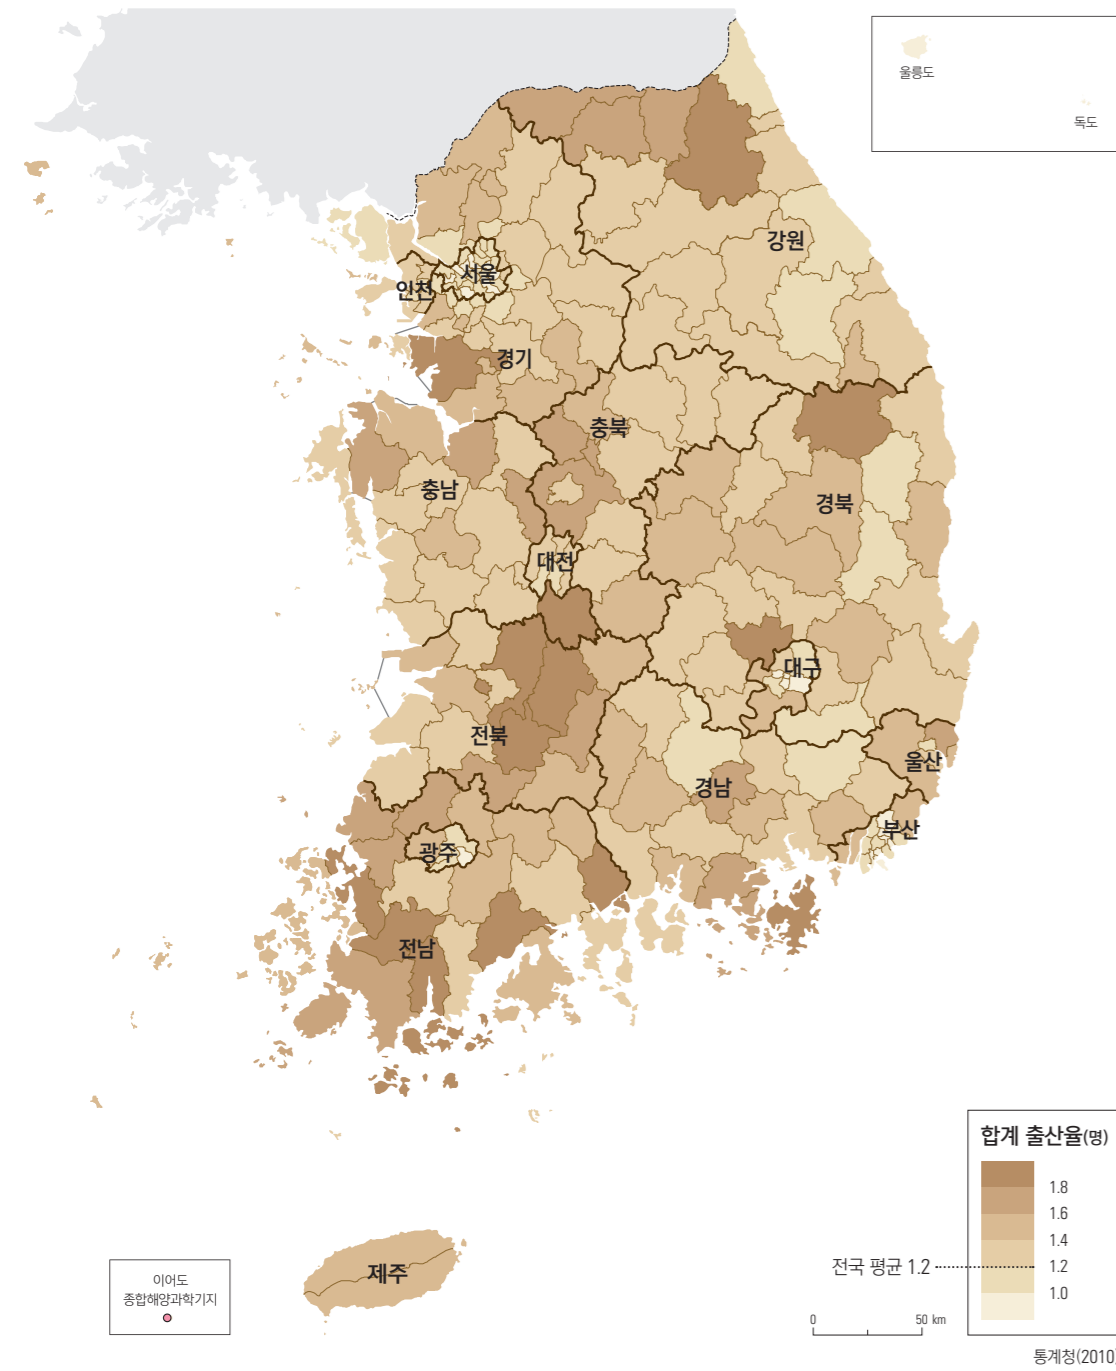 울릉도
독도
강원
서울
인천
경기
충북
충남
경북
대전
대구
전북
울산
경남
부산
광주
전남
제주
이어도
종합해양과학기지
합계 출산율(명)
1.8
1.6
1.4
전국 평균 1.2
1.2
1.0
0 50 km
통계청(2010